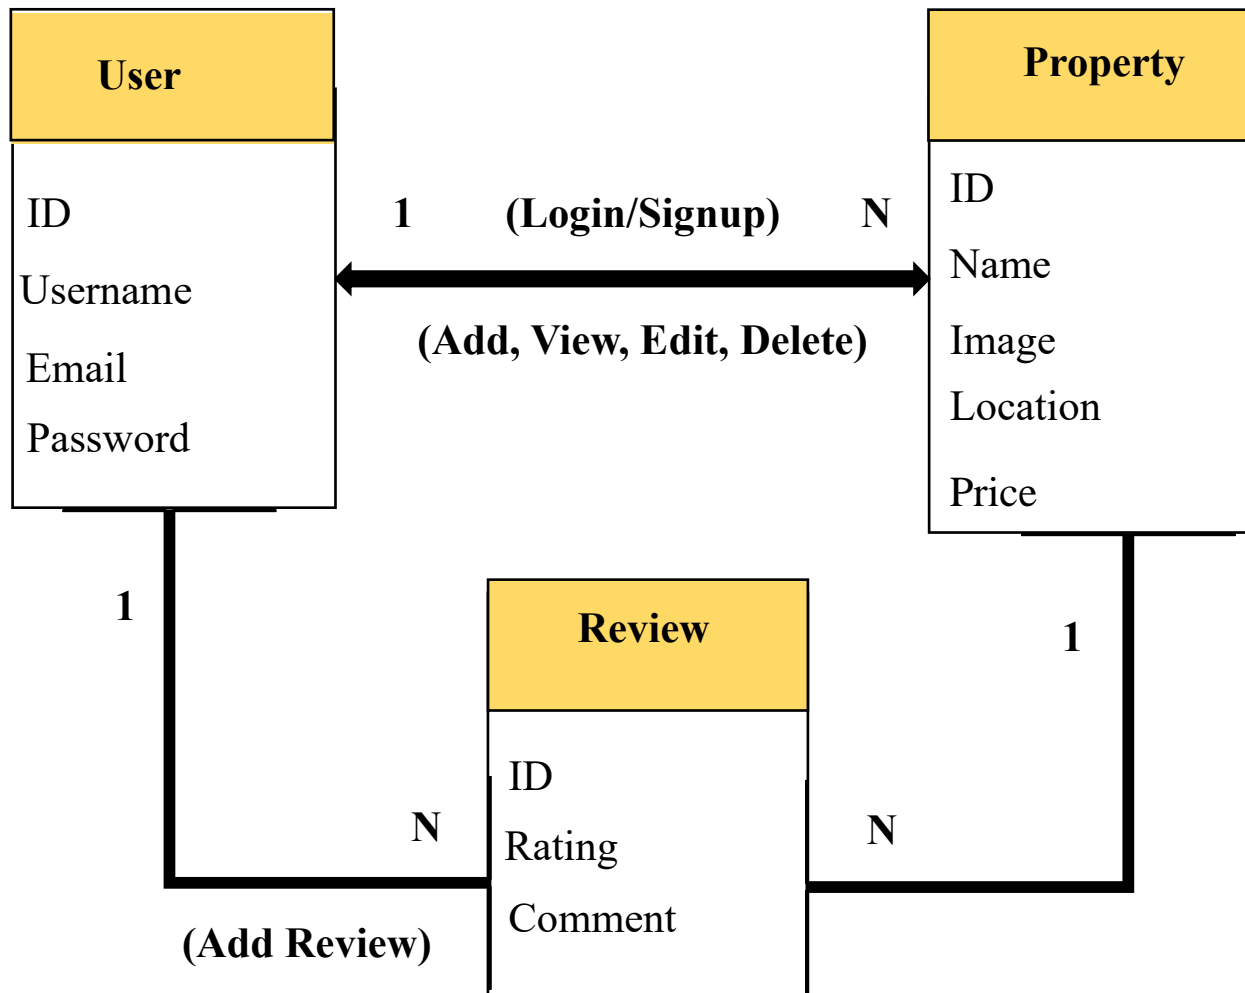 User
ID
Username
Email
Password
1 (Login/Signup) N
(Add, View, Edit, Delete)
Property
ID
Name
Image
Location
Price
1
1
Review
ID
Rating
Comment
N
N
(Add Review)